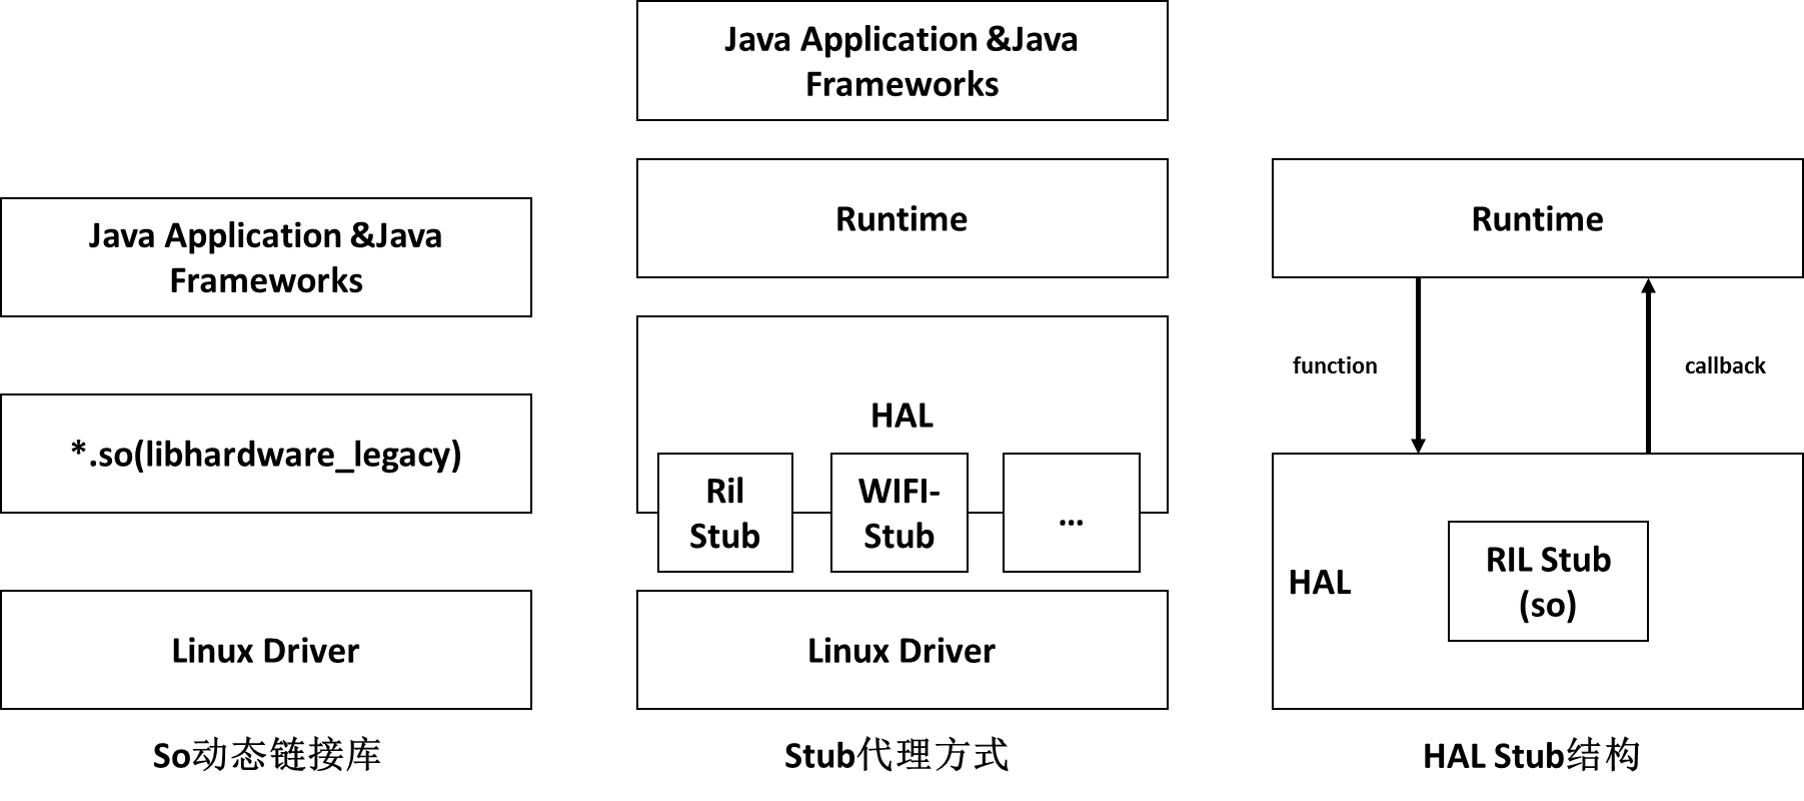 Java Application &Java
Frameworks
*.so(libhardware_legacy)
Linux Driver
So动态链接库
Java Application &Java
Frameworks
Runtime
HAL
Ril
Stub
WIFI-
Stub
...
Linux Driver
Stub代理方式
Runtime
function
callback
HAL
RIL Stub
(so)
HAL Stub结构